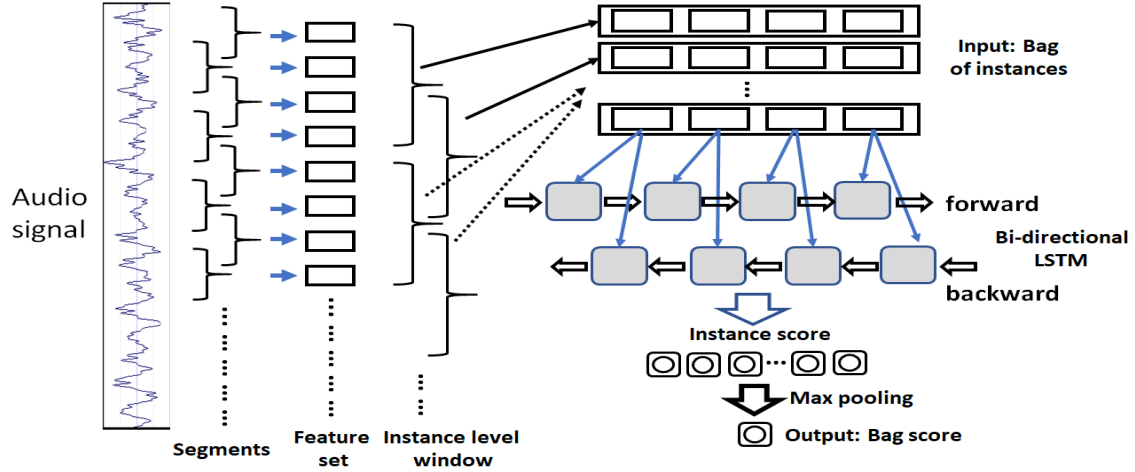 Audio
signal
Segments
Feature
set
Instance level
window
Input: Bag
of instances
forward
Bi-directional
LSTM
backward
Instance score
Max pooling
Output: Bag score